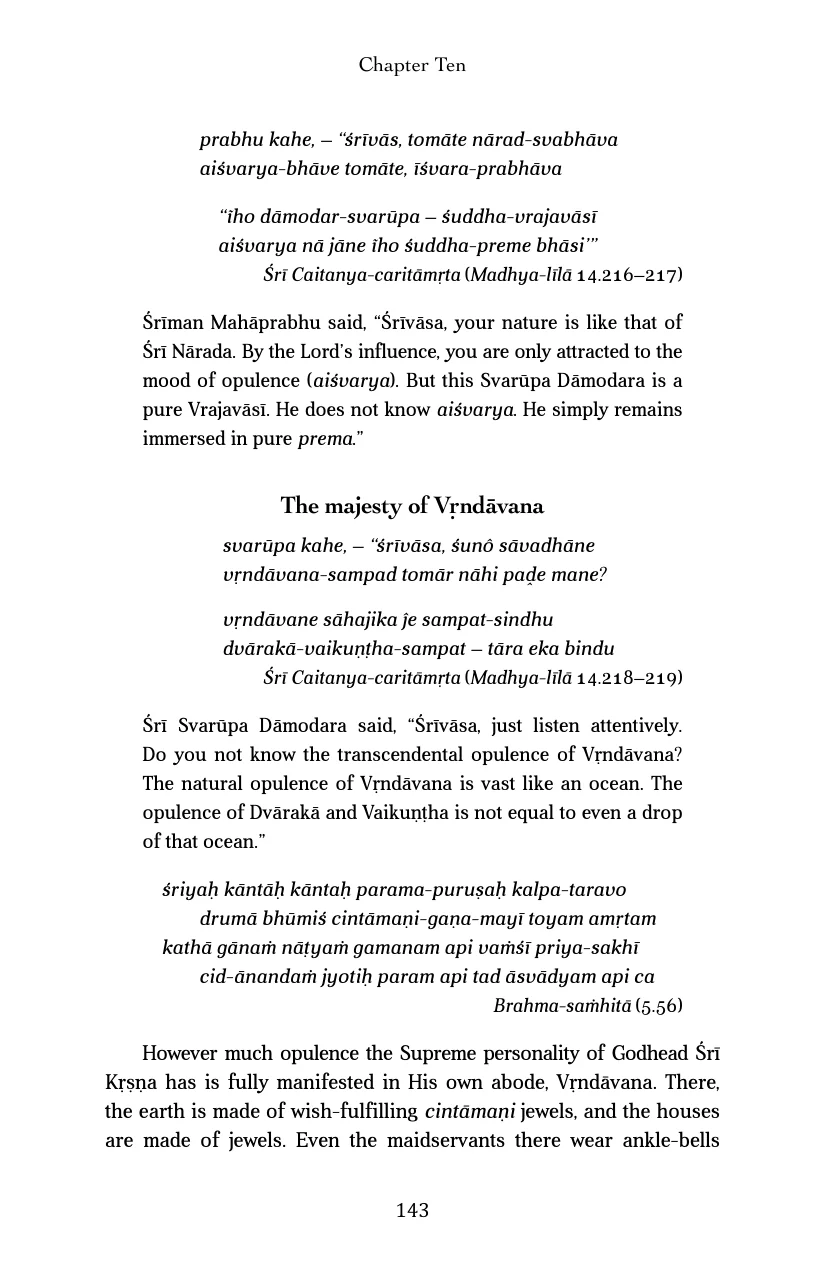 Chapter Ten
prabhu kahe, – “śrīvās, tomāte nārad-svabhāva
aiśvarya-bhāve tomāte, īśvara-prabhāva
“ĩho dāmodar-svarūpa – śuddha-vrajavāsī
aiśvarya nā jāne ĩho śuddha-preme bhāsi’”
Śrī Caitanya-caritāmṛta (Madhya-līlā 14.216–217)
Śrīman Mahāprabhu said, “Śrīvāsa, your nature is like that of
Śrī Nārada. By the Lord’s influence, you are only attracted to the
mood of opulence (aiśvarya). But this Svarūpa Dāmodara is a
pure Vrajavāsī. He does not know aiśvarya. He simply remains
immersed in pure prema.”
The majesty of Vṛndāvana
svarūpa kahe, – “śrīvāsa, śunô sāvadhāne
vṛndāvana-sampad tomār nāhi paḓe mane?
vṛndāvane sāhajika ĵe sampat-sindhu
dvārakā-vaikuṇṭha-sampat – tāra eka bindu
Śrī Caitanya-caritāmṛta (Madhya-līlā 14.218–219)
Śrī Svarūpa Dāmodara said, “Śrīvāsa, just listen attentively.
Do you not know the transcendental opulence of Vṛndāvana?
The natural opulence of Vṛndāvana is vast like an ocean. The
opulence of Dvārakā and Vaikuṇṭha is not equal to even a drop
of that ocean.”
śriyaḥ kāntāḥ kāntaḥ parama-puruṣaḥ kalpa-taravo
drumā bhūmiś cintāmaṇi-gaṇa-mayī toyam amṛtam
kathā gānaṁ nāṭyaṁ gamanam api vaṁśī priya-sakhī
cid-ānandaṁ jyotiḥ param api tad āsvādyam api ca
Brahma-saṁhitā (5.56)
However much opulence the Supreme personality of Godhead Śrī
Kṛṣṇa has is fully manifested in His own abode, Vṛndāvana. There,
the earth is made of wish-fulfilling cintāmaṇi jewels, and the houses
are made of jewels. Even the maidservants there wear ankle-bells
143